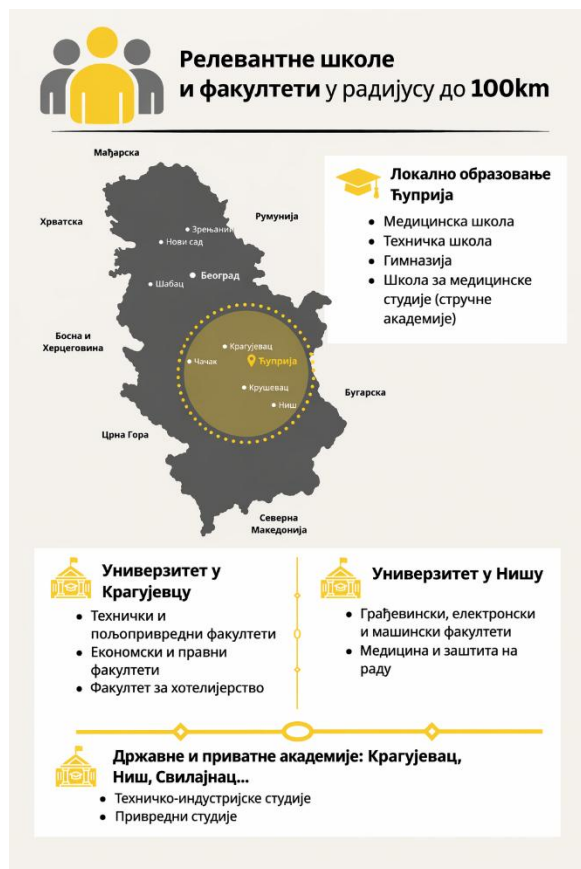 Релевантне школе
и факултети у радијусу до 100km
Мађарска
Хрватска
Румунија
Зрењанин
Нови сад
Београд
Шабац
Босна и
Херцеговина
Крагујевац
Чачак
Ћуприја
Крушевац
Ниш
Бугарска
Црна Гора
Северна
Македонија
Локално образовање
Ћуприја
• Медицинска школа
• Техничка школа
• Гимназија
• Школа за медицинске
студије (стручне
академије)
Универзитет у
Крагујевцу
• Технички и
пољопривредни факултети
• Економски и правни
факултети
• Факултет за хотелијерство
Универзитет у Нишу
• Грађевински, електронски
и машински факултети
• Медицина и заштита на
раду
Државне и приватне академије: Крагујевац,
Ниш, Свилајнац...
• Техничко-индустријске студије
• Привредни студије